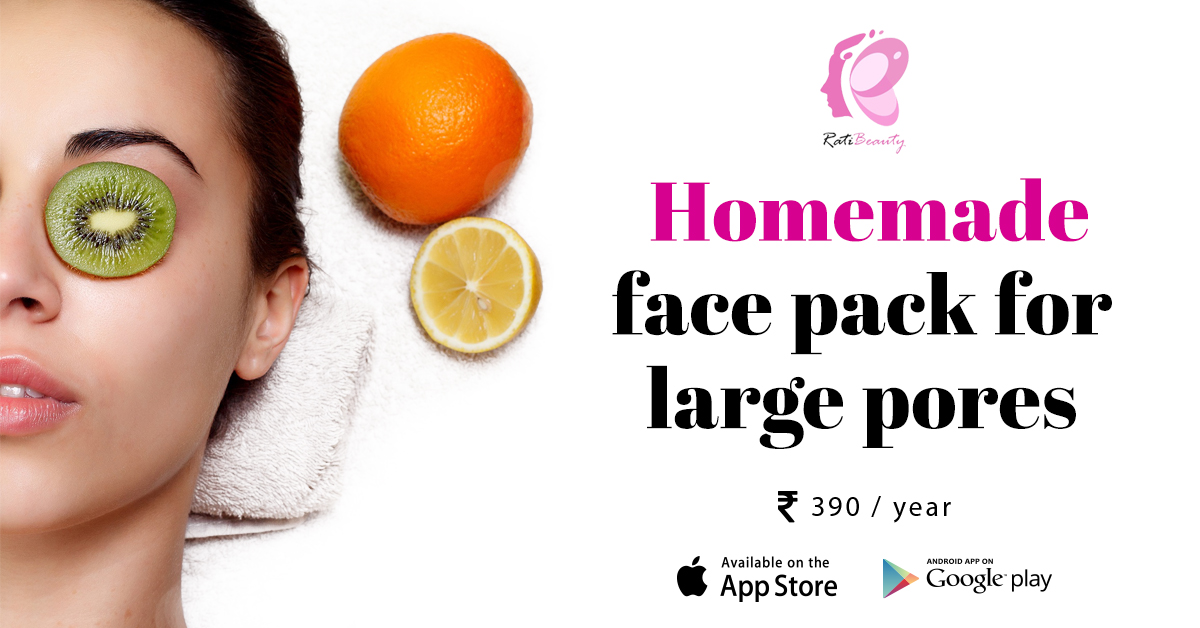 RatiBeauty
Homemade
face pack for
large pores
₹ 390 / year
Available on the
App Store
ANDROID APP ON
Google play